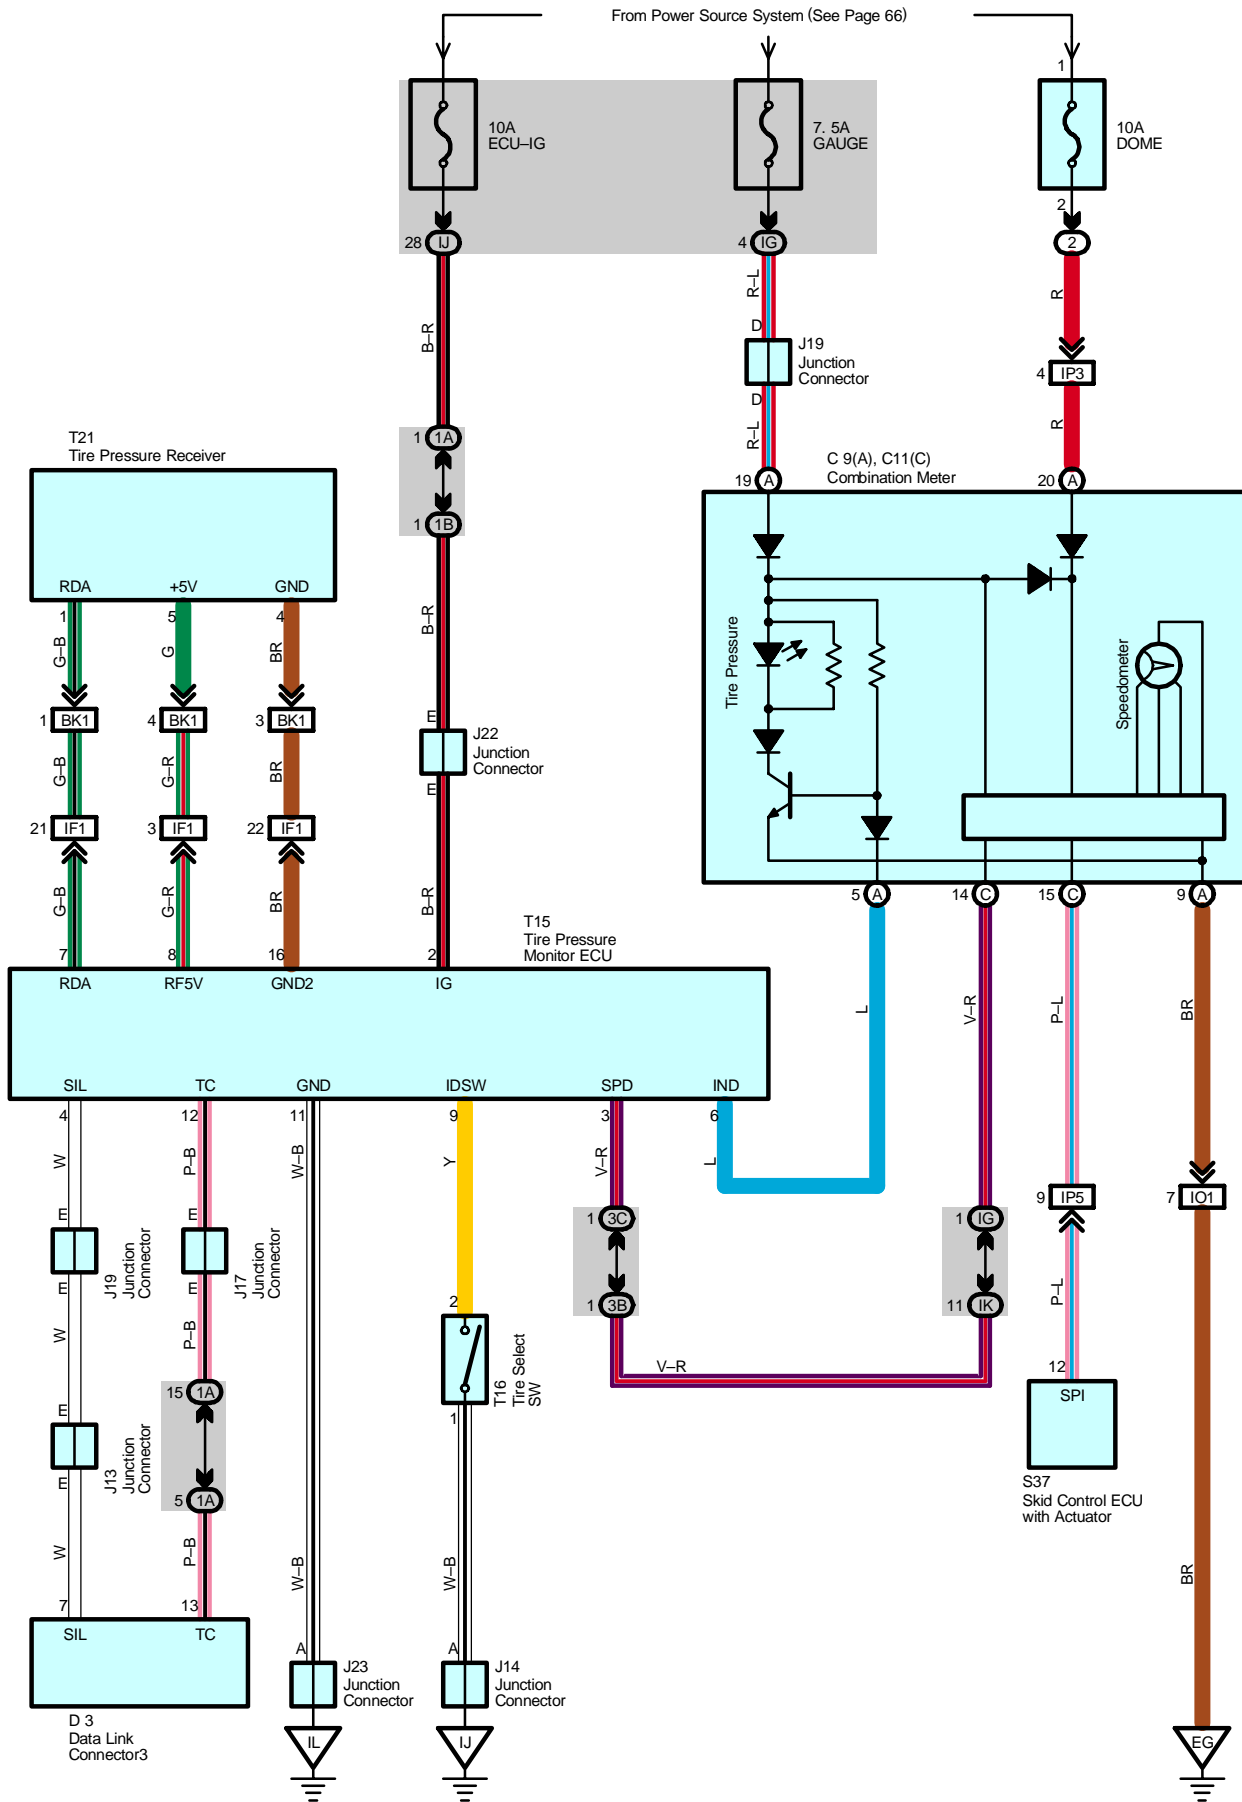 From Power Source System (See Page 66)
1
10A
ECU–IG
7. 5A
GAUGE
10A
DOME
2
28 IJ
4 IG
2
B–R
R–L
R
D
J19
Junction
Connector
4 IP3
D
R–L
R
1 1A
T21
Tire Pressure Receiver
C 9(A), C11(C)
Combination Meter
19 A
20 A
1 1B
RDA
+5V
GND
1
5
4
G–B
G
BR
B–R
Tire Pressure
Speedometer
1 BK1
4 BK1
3 BK1
E
J22
Junction
Connector
E
G–B
G–R
BR
21 IF1
3 IF1
22 IF1
G–B
G–R
BR
B–R
5 A
14 C
15 C
9 A
T15
Tire Pressure
Monitor ECU
7
8
16
2
RDA
RF5V
GND2
IG
L
V–R
P–L
BR
SIL
TC
GND
IDSW
SPD
IND
4
12
11
9
3
6
W
P–B
W–B
Y
V–R
L
9 IP5
7 IO1
E
E
1 3C
1 IG
J19
Junction
Connector
J17
Junction
Connector
E
E
2
1 3B
11 IK
P–L
W
P–B
T16
Tire Select
SW
V–R
12
SPI
15 1A
1
E
J13
Junction
Connector
E
S37
Skid Control ECU
with Actuator
5 1A
W
P–B
W–B
W–B
BR
7
13
SIL
TC
A
J23
Junction
Connector
A
J14
Junction
Connector
D 3
Data Link
Connector3
IL
IJ
EG